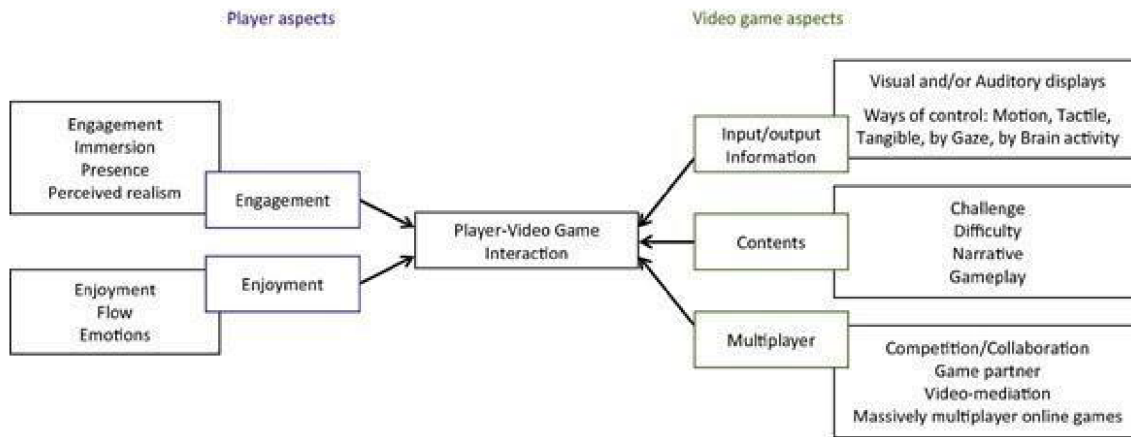 Player aspects
Video game aspects
Engagement
Immersion
Presence
Perceived realism
Engagement
Enjoyment
Flow
Emotions
Enjoyment
Player-Video Game
Interaction
Input/output
Information
Visual and/or Auditory displays
Ways of control: Motion, Tactile,
Tangible, by Gaze, by Brain activity
Contents
Challenge
Difficulty
Narrative
Gameplay
Multiplayer
Competition/Collaboration
Game partner
Video-mediation
Massively multiplayer online games